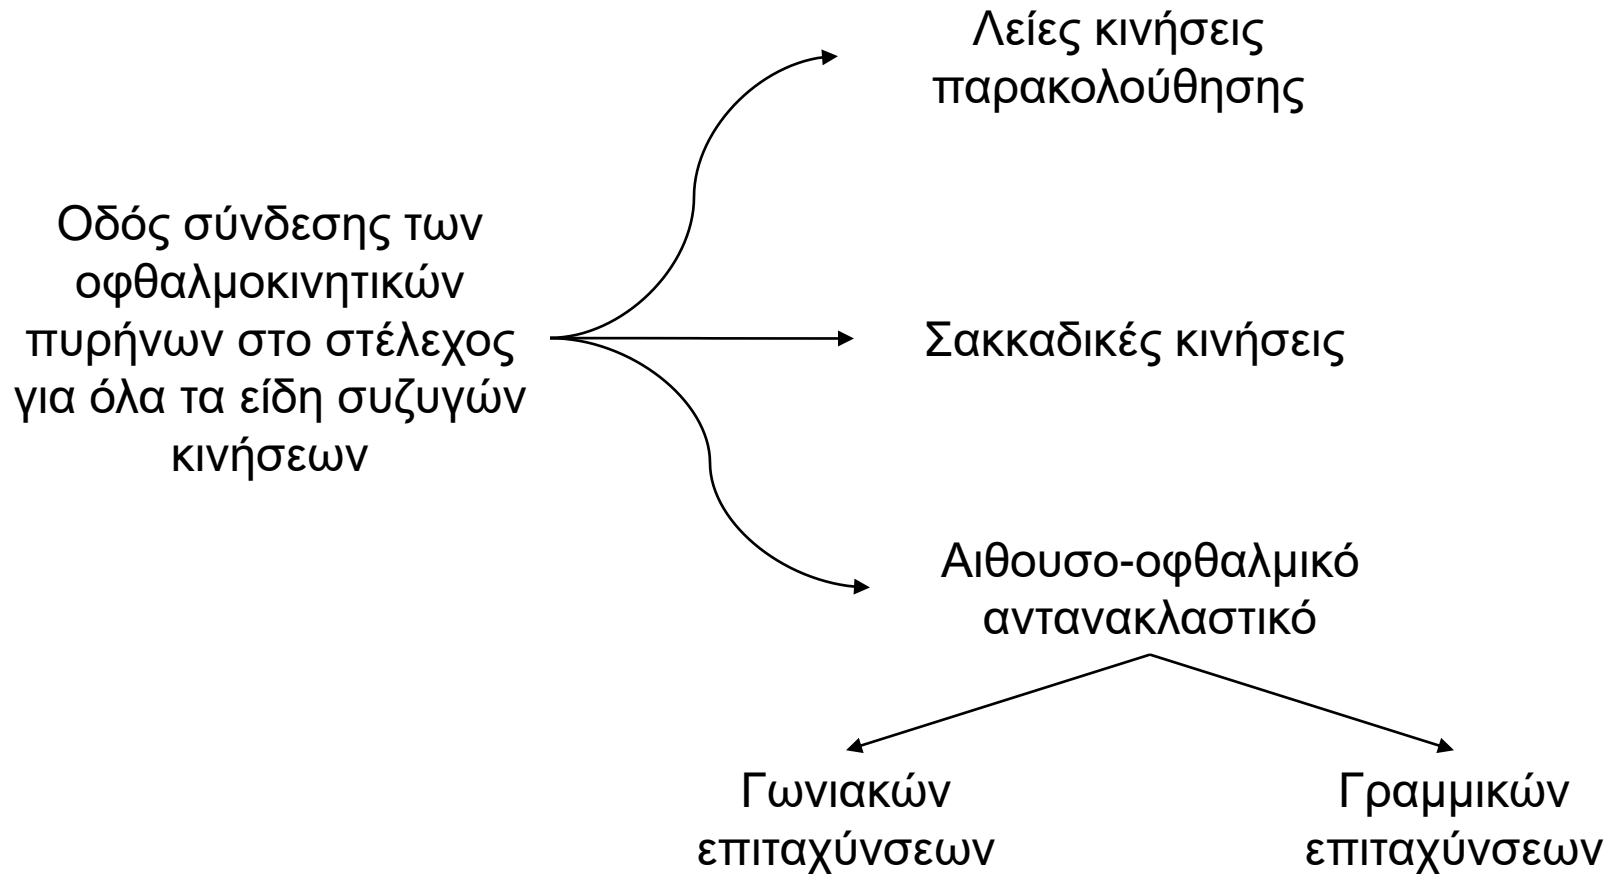 Λείες κινήσεις
παρακολούθησης
Οδός σύνδεσης των
οφθαλμοκινητικών
πυρήνων στο στέλεχος
για όλα τα είδη συζυγών
κινήσεων
Σακκαδικές κινήσεις
Αιθουσο-οφθαλμικό
αντανακλαστικό
Γωνιακών
επιταχύνσεων
Γραμμικών
επιταχύνσεων